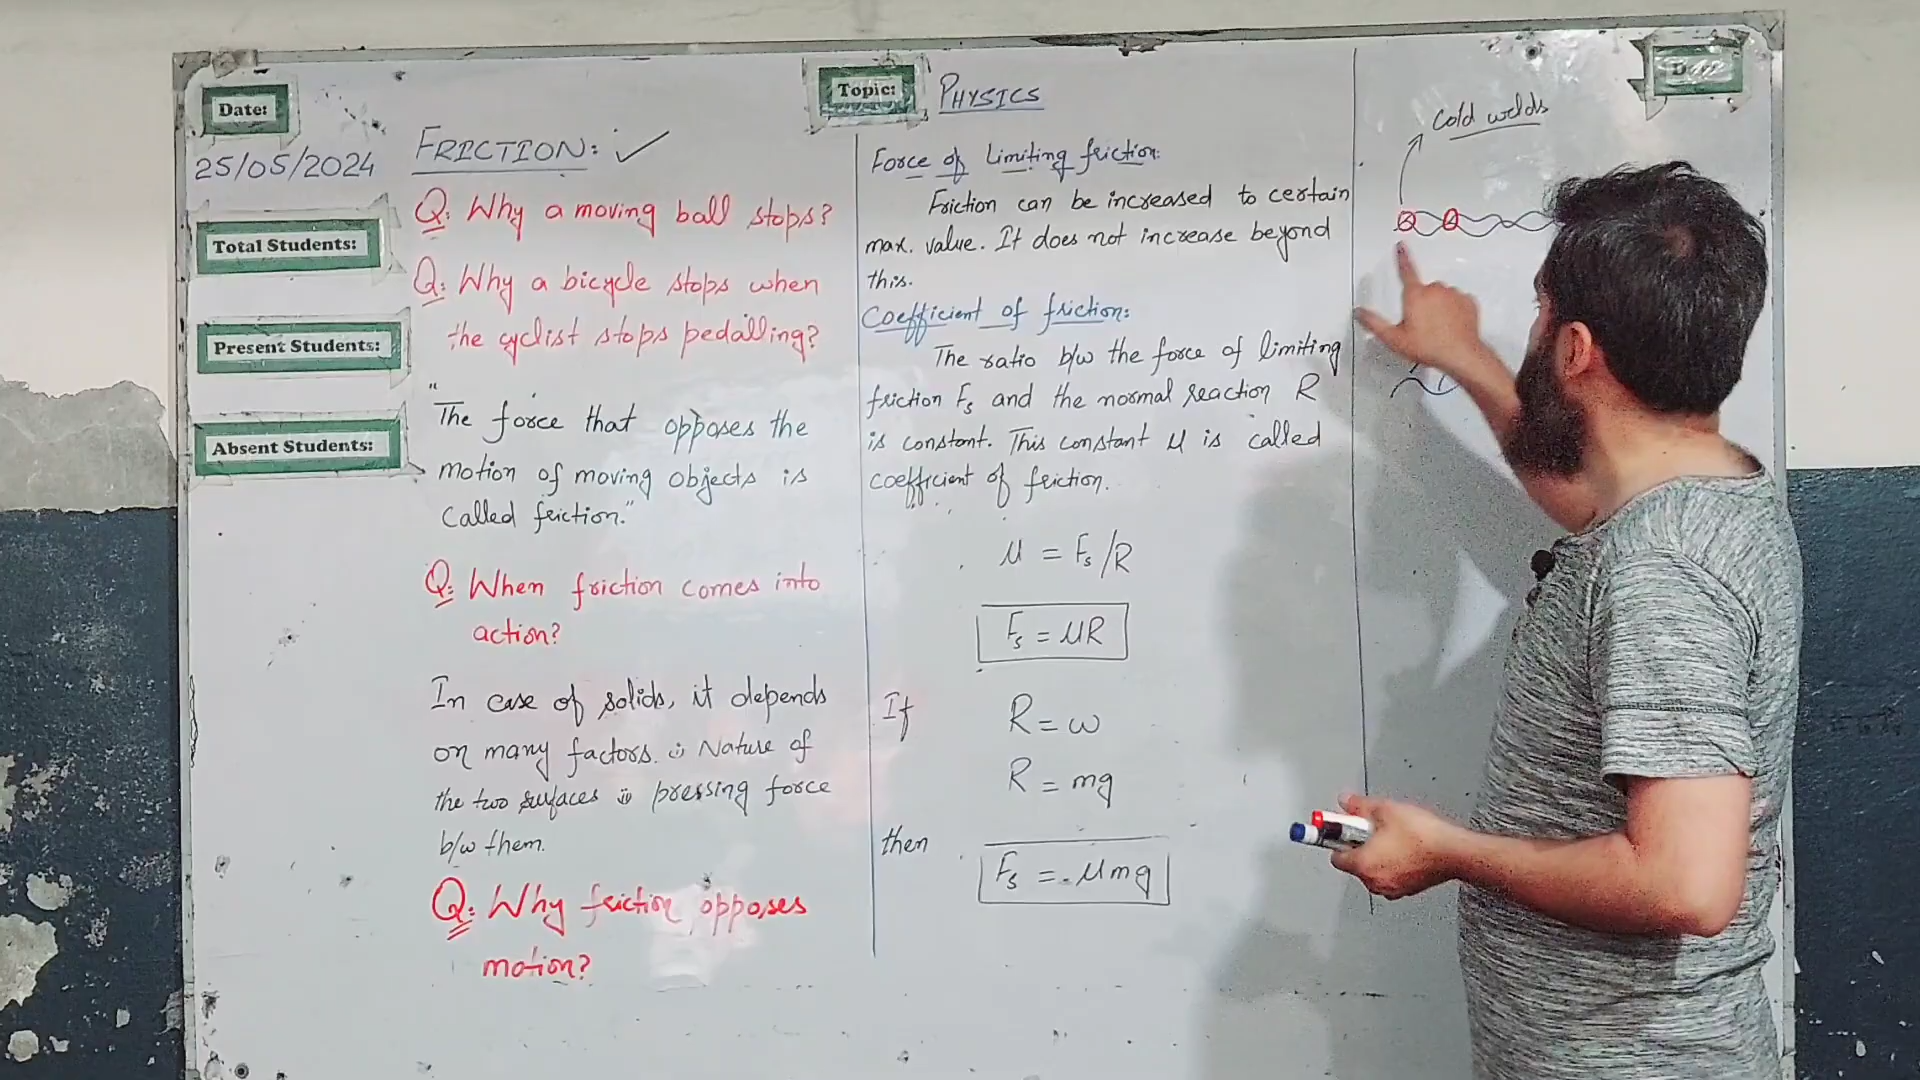 Date:
25/05/2024
Total Students:
Present Students:
Absent Students:
FRICTION:
Q: Why a moving ball stops?
Q: Why a bicycle stops when
the cyclist stops pedalling?
"The force that opposes the
motion of moving objects is
called friction."
Q: When friction comes into
action?
In case of solids, it depends
on many factors. (i) Nature of
the two surfaces (ii) pressing force
b/w them.
Q: Why friction opposes
motion?
Topic: PHYSICS
Force of Limiting friction:
Friction can be increased to certain
max. value. It does not increase beyond
this.
Coefficient of friction:
The ratio b/w the force of limiting
friction Fs and the normal reaction R
is constant. This constant μ is called
coefficient of friction.
μ = Fs/R
Fs = μR
If R = w
R = mg
then
Fs = μmg
Cold welds